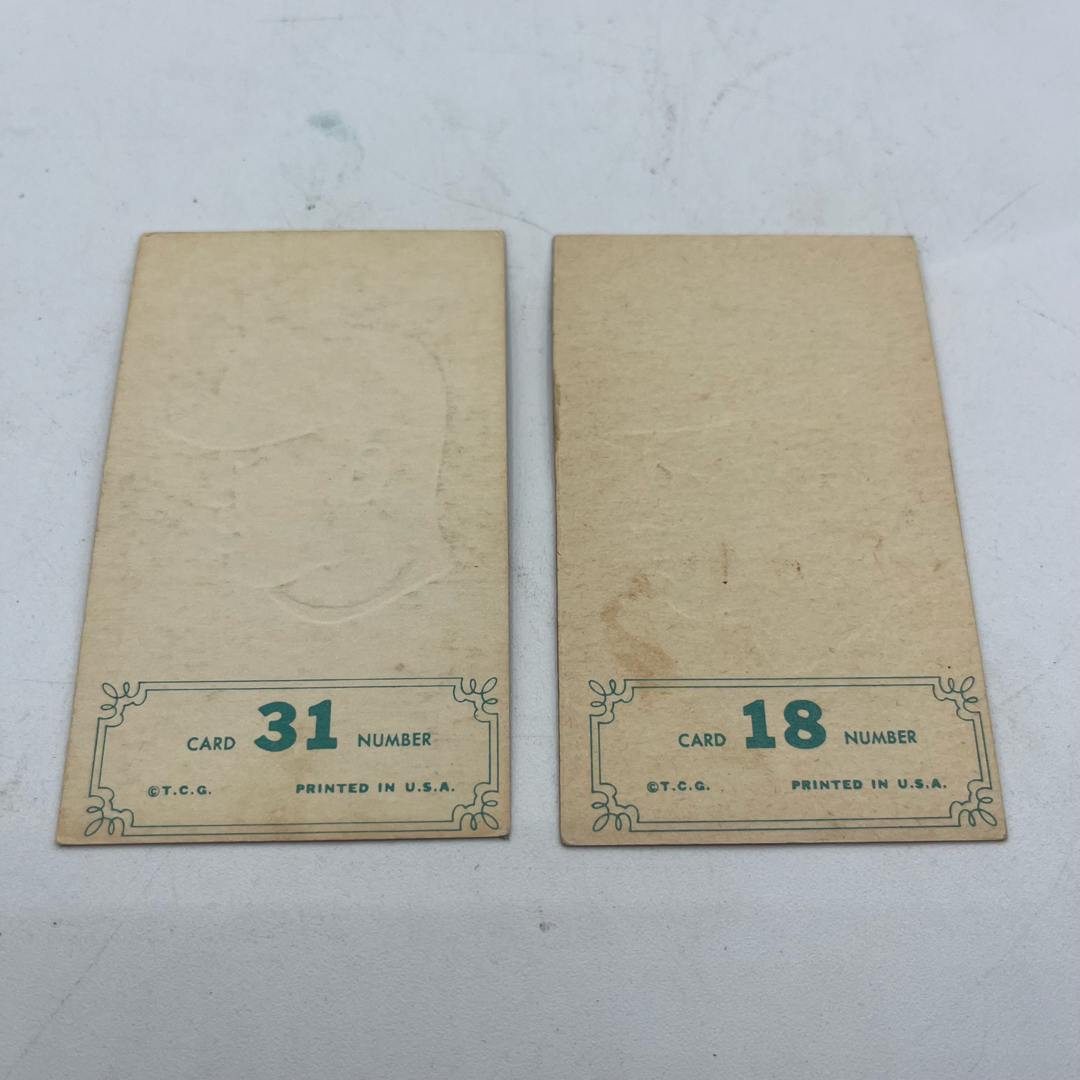 CARD 31 NUMBER
©T.C.G. PRINTED IN U.S.A.
CARD 18 NUMBER
©T.C.G. PRINTED IN U.S.A.